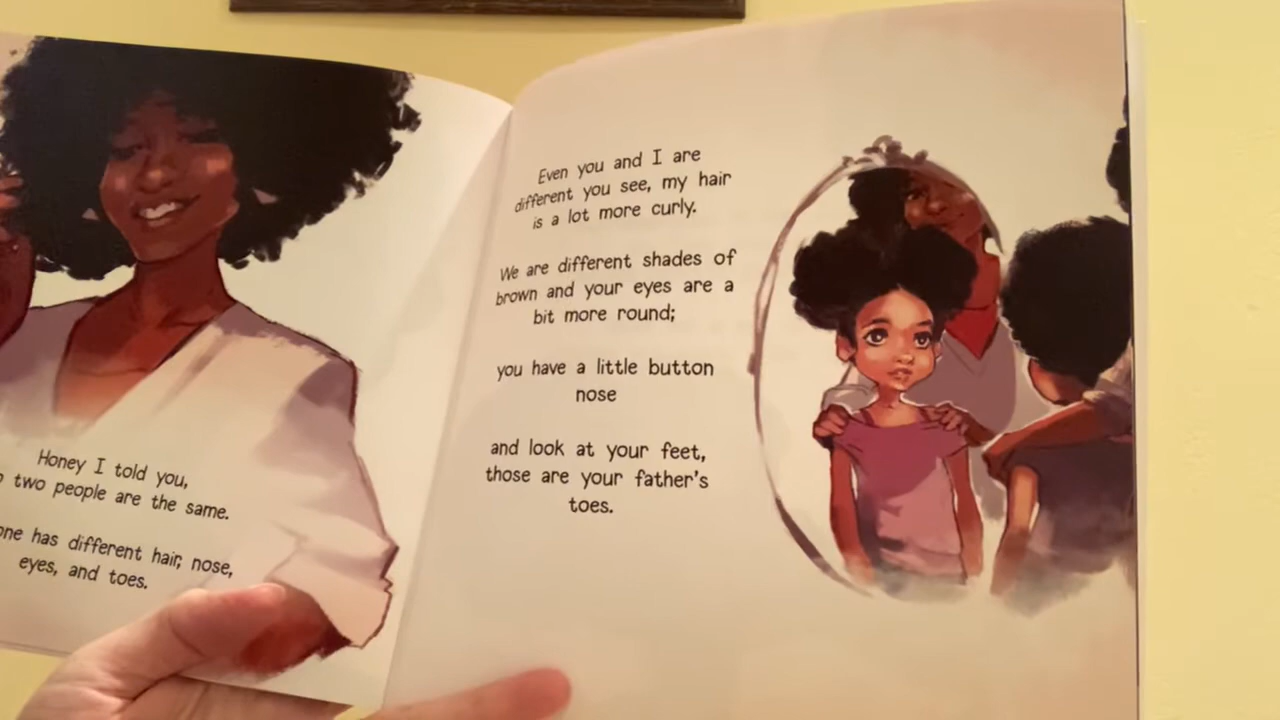 Honey I told you,
two people are the same.
one has different hair, nose,
eyes, and toes.
Even you and I are
different you see, my hair
is a lot more curly.
We are different shades of
brown and your eyes are a
bit more round;
you have a little button
nose
and look at your feet,
those are your father's
toes.